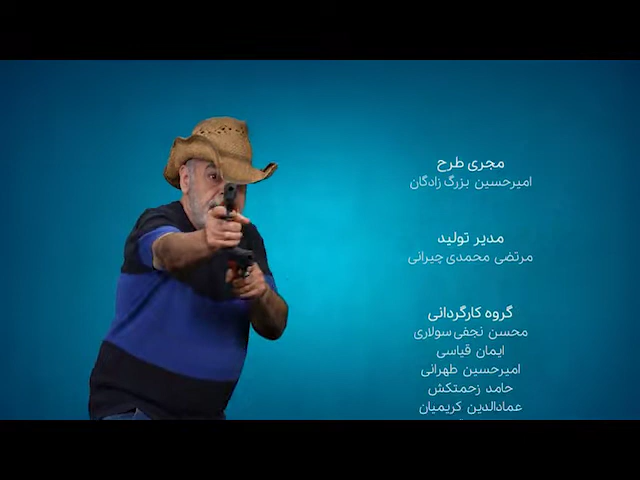 مجری طرح
امیرحسین بزرگ زادگان
مدیر تولید
مرتضی محمدی چیرانی
گروه کارگردانی
محسن نجفی سولاری
ایمان قیاسی
امیرحسین طهرانی
حامد زحمتکش
عمادالدین کریمیان